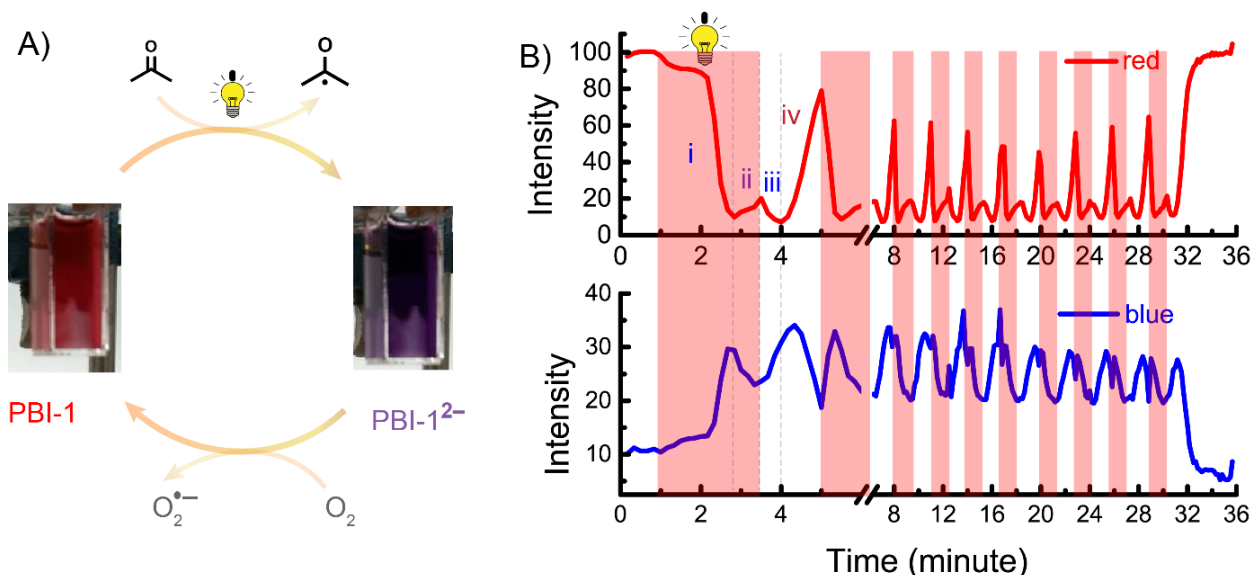 A)
O
O
•
PBI-1
PBI-1²⁻
O₂•⁻
O₂
B)
Intensity
100
80
60
40
20
0
red
i
ii
iii
iv
0 2 4 8 12 16 20 24 28 32 36
Intensity
40
30
20
10
blue
0 2 4 8 12 16 20 24 28 32 36
Time (minute)